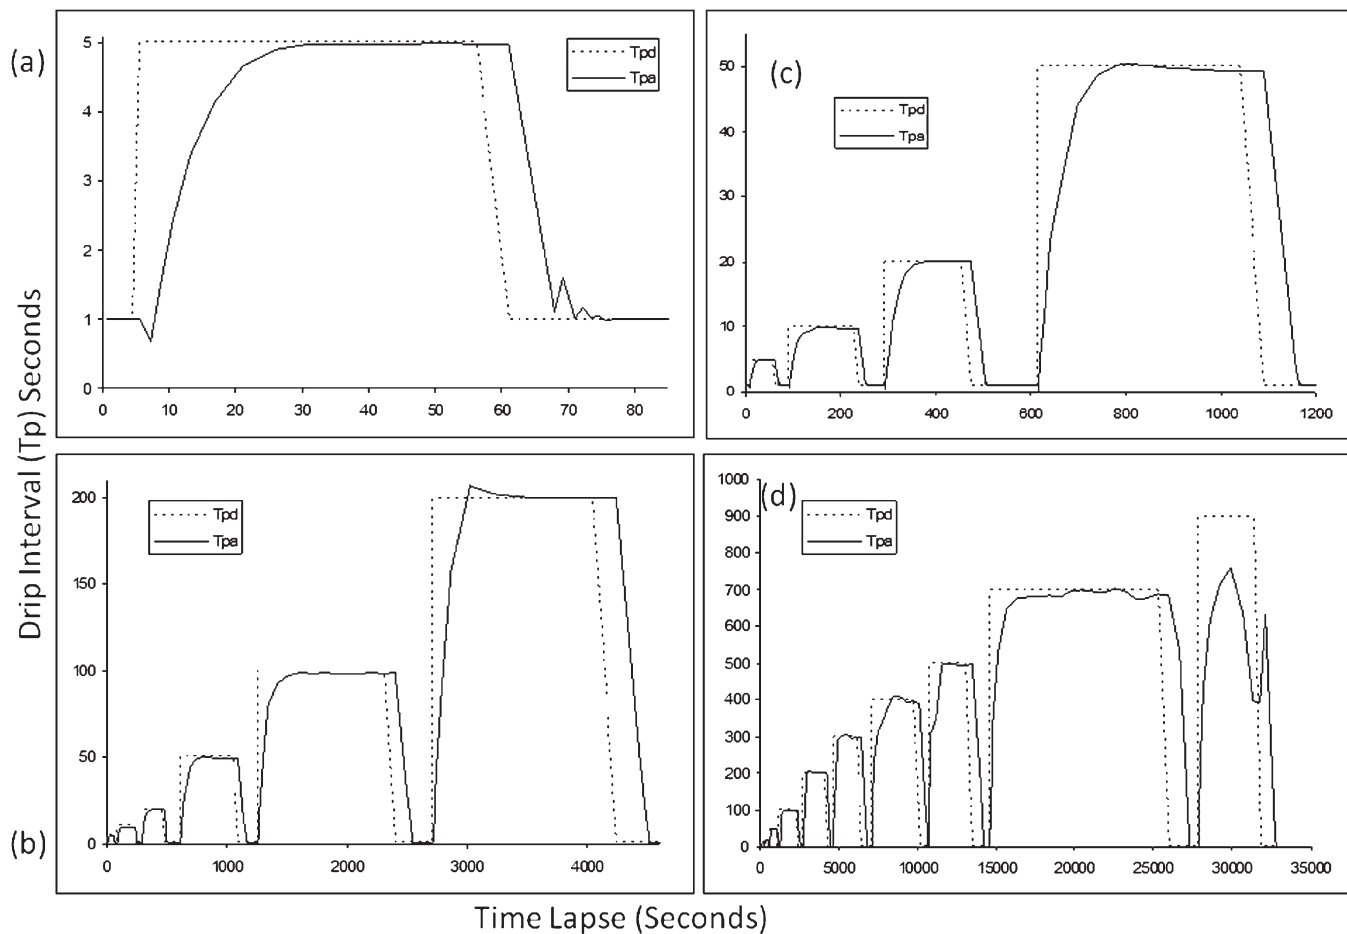 (a)
5
4
3
2
1
0
0 10 20 30 40 50 60 70 80
Tpd
Tpa
(c)
50
40
30
20
10
0
0 200 400 600 800 1000 1200
Tpd
Tpa
Drip Interval (Tp) Seconds
(b)
200
150
100
50
0
0 1000 2000 3000 4000
Tpd
Tpa
(d)
1000
900
800
700
600
500
400
300
200
100
0
0 5000 10000 15000 20000 25000 30000 35000
Tpd
Tpa
Time Lapse (Seconds)